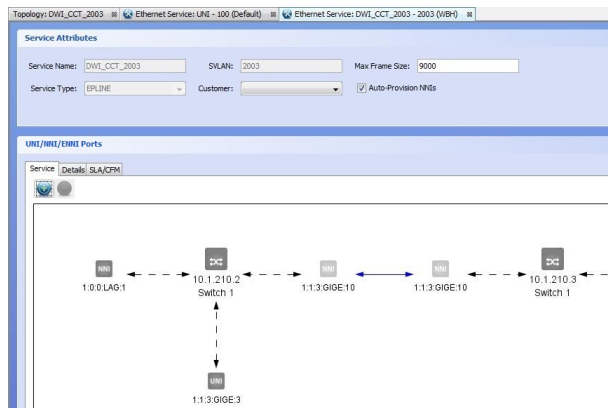 Topology: DWI_CCT_2003 Ethernet Service: UNI - 100 (Default) Ethernet Service: DWI_CCT_2003 - 2003 (WBH)
Service Attributes
Service Name: DWI_CCT_2003 SVLAN: 2003 Max Frame Size: 9000
Service Type: EPLINE Customer: Auto-Provision NNIs
UNI/NNI/ENNI Ports
Service Details SLA/CFM
NNI NNI NNI
1:0:0:LAG:1 10.1.210.2 1:1:3:GIGE:10 1:1:3:GIGE:10 10.1.210.3
Switch 1 Switch 1
UNI
1:1:3:GIGE:3